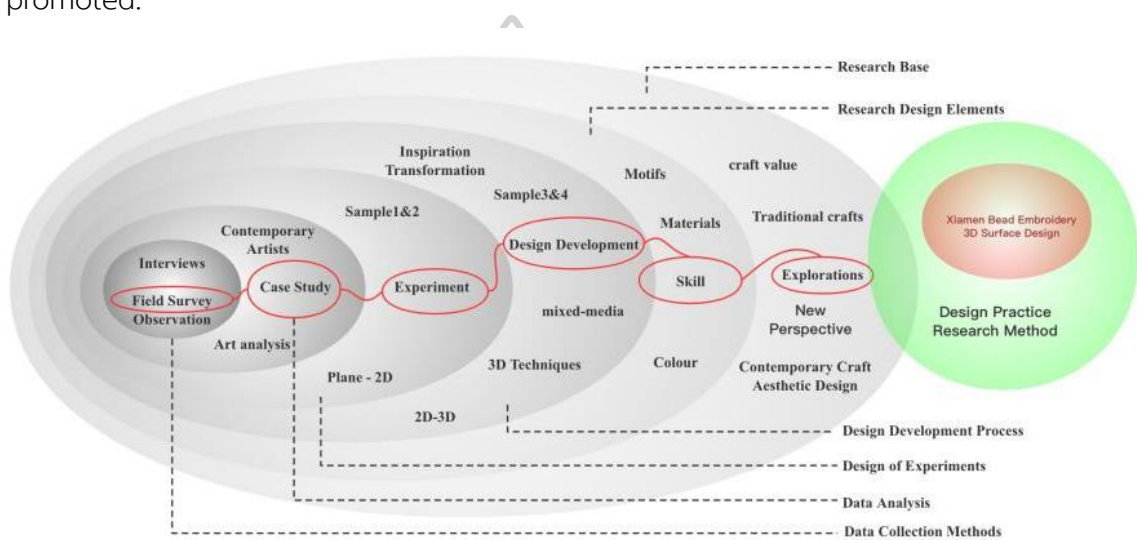 promoted.
Research Base
Research Design Elements
Inspiration
Transformation
Motifs
craft value
Sample3&4
Sample1&2
Traditional crafts
Materials
Contemporary
Artists
Design Development
Interviews
Case Study
Experiment
Skill
Explorations
Field Survey
Observation
Art analysis
mixed-media
New
Perspective
Plane - 2D
3D Techniques
Colour
Contemporary Craft
Aesthetic Design
2D-3D
Xiamen Bead Embroidery
3D Surface Design
Design Practice
Research Method
Design Development Process
Design of Experiments
Data Analysis
Data Collection Methods